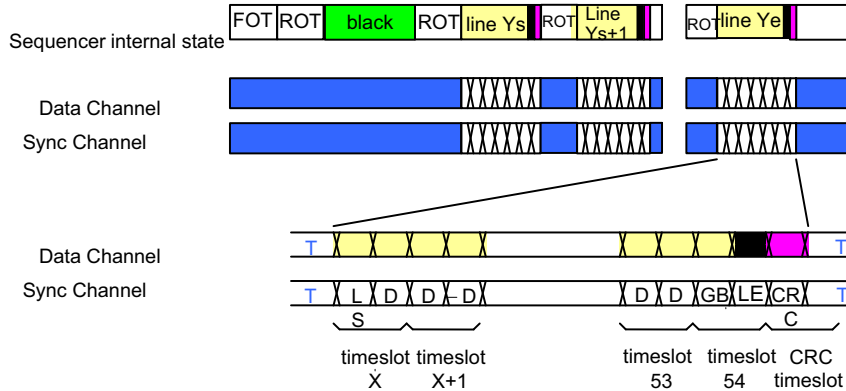 Sequencer internal state
FOT ROT black ROT line Ys ROT Line Ys+1 ROT line Ye
Data Channel
Sync Channel
Data Channel T T
Sync Channel T L S D D D D D GB LE CR C T
timeslot X
timeslot X+1
timeslot 53
timeslot 54
CRC timeslot